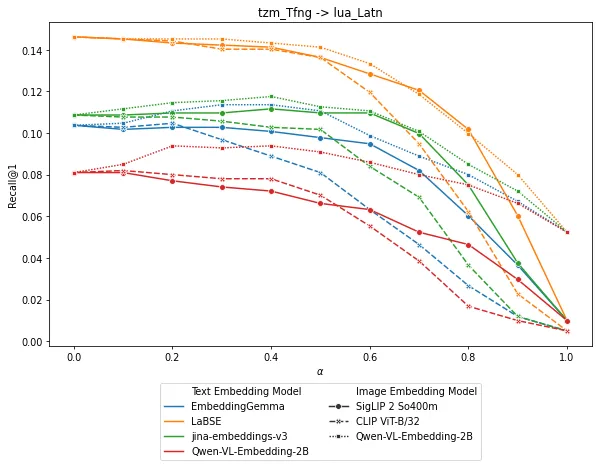 tzm_Tfng -> lua_Latn
Recall@1
0.14
0.12
0.10
0.08
0.06
0.04
0.02
0.00
0.0 0.2 0.4 0.6 0.8 1.0
α
Text Embedding Model
EmbeddingGemma
LaBSE
jina-embeddings-v3
Qwen-VL-Embedding-2B
Image Embedding Model
SigLIP 2 So400m
CLIP ViT-B/32
Qwen-VL-Embedding-2B